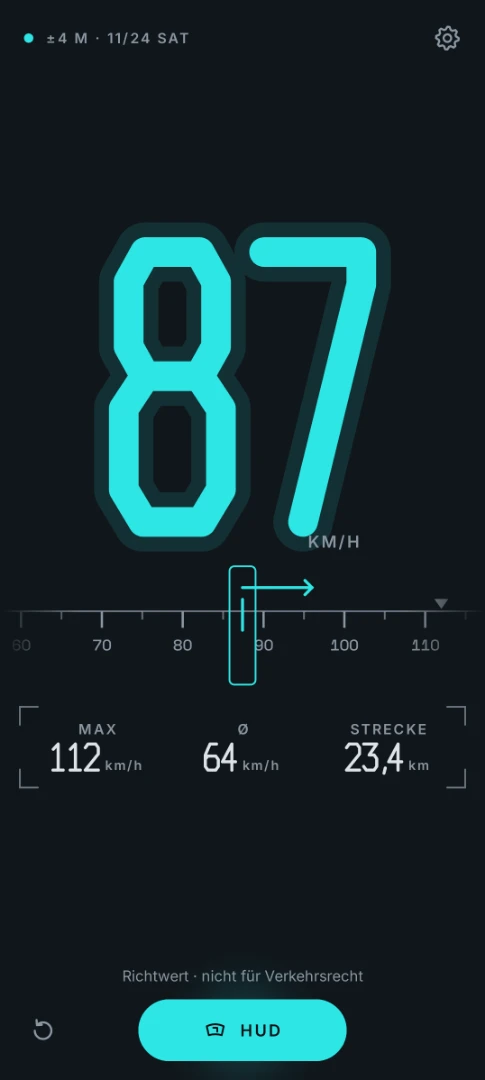 ±4 M · 11/24 SAT
87
KM/H
60 70 80 90 100 110
MAX Ø STRECKE
112 km/h 64 km/h 23,4 km
Richtwert · nicht für Verkehrsrecht
HUD